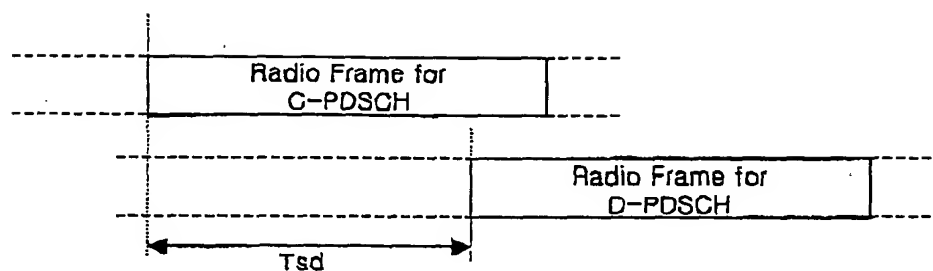 Radio Frame for
C-PDSCH
Radio Frame for
D-PDSCH
Tsd